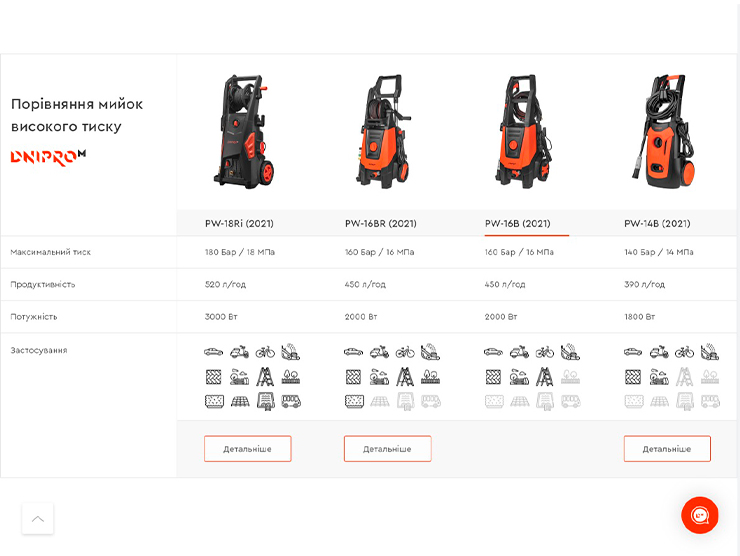 Порівняння мийок
високого тиску
DNIPRO M
PW-18Ri (2021) PW-16BR (2021) PW-16B (2021) PW-14B (2021)
Максимальний тиск 180 Бар / 18 МПа 160 Бар / 16 МПа 160 Бар / 16 МПа 140 Бар / 14 МПа
Продуктивність 520 л/год 450 л/год 450 л/год 390 л/год
Потужність 3000 Вт 2000 Вт 2000 Вт 1800 Вт
Застосування
Детальніше Детальніше Детальніше